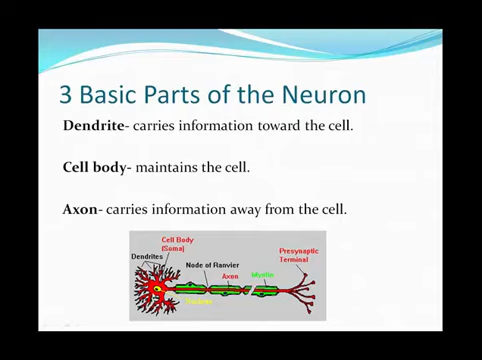 3 Basic Parts of the Neuron
Dendrite- carries information toward the cell.
Cell body- maintains the cell.
Axon- carries information away from the cell.
Cell Body
(Soma)
Dendrites
Node of Ranvier
Axon
Myelin
Presynaptic
Terminal
Nucleus